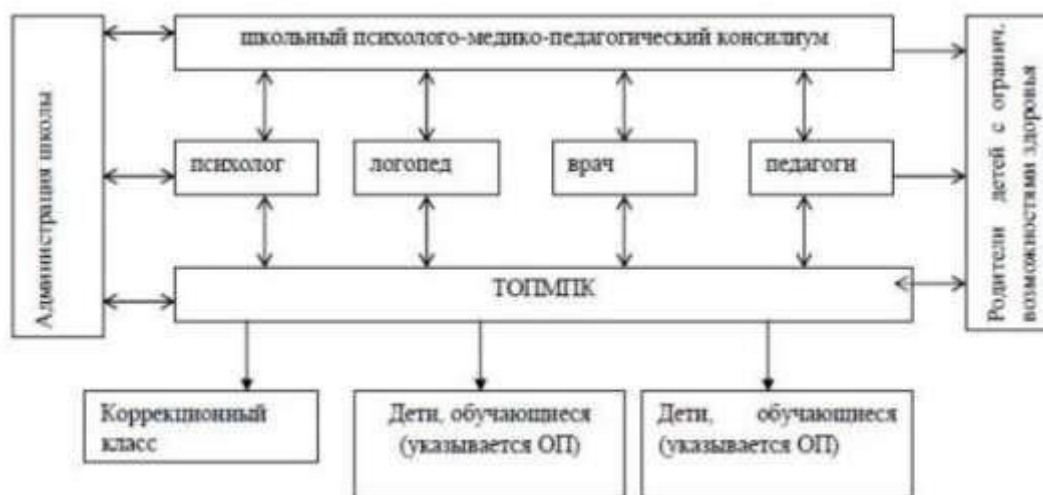 Администрация школы
школьный психолого-медико-педагогический консилиум
Родители детей с огранич.
возможностями здоровья
психолог
логопед
врач
педагоги
ТОПМПК
Коррекционный
класс
Дети, обучающиеся
(указывается ОП)
Дети, обучающиеся
(указывается ОП)